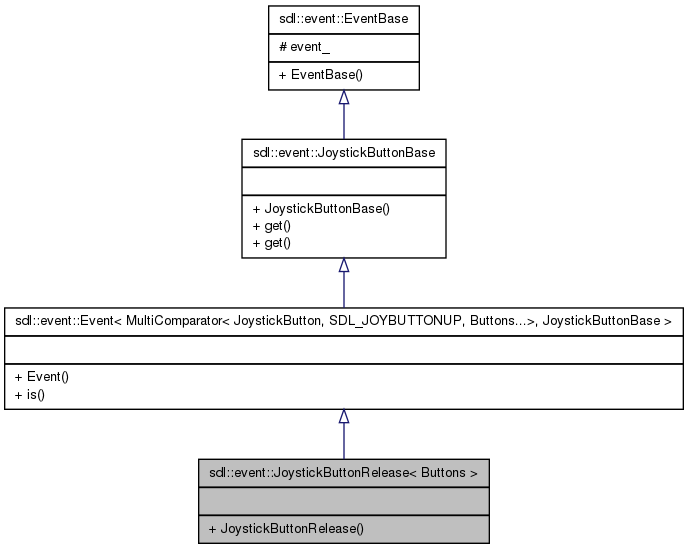 sdl::event::EventBase
# event_
+ EventBase()
sdl::event::JoystickButtonBase
+ JoystickButtonBase()
+ get()
+ get()
sdl::event::Event< MultiComparator< JoystickButton, SDL_JOYBUTTONUP, Buttons...>, JoystickButtonBase >
+ Event()
+ is()
sdl::event::JoystickButtonRelease< Buttons >
+ JoystickButtonRelease()